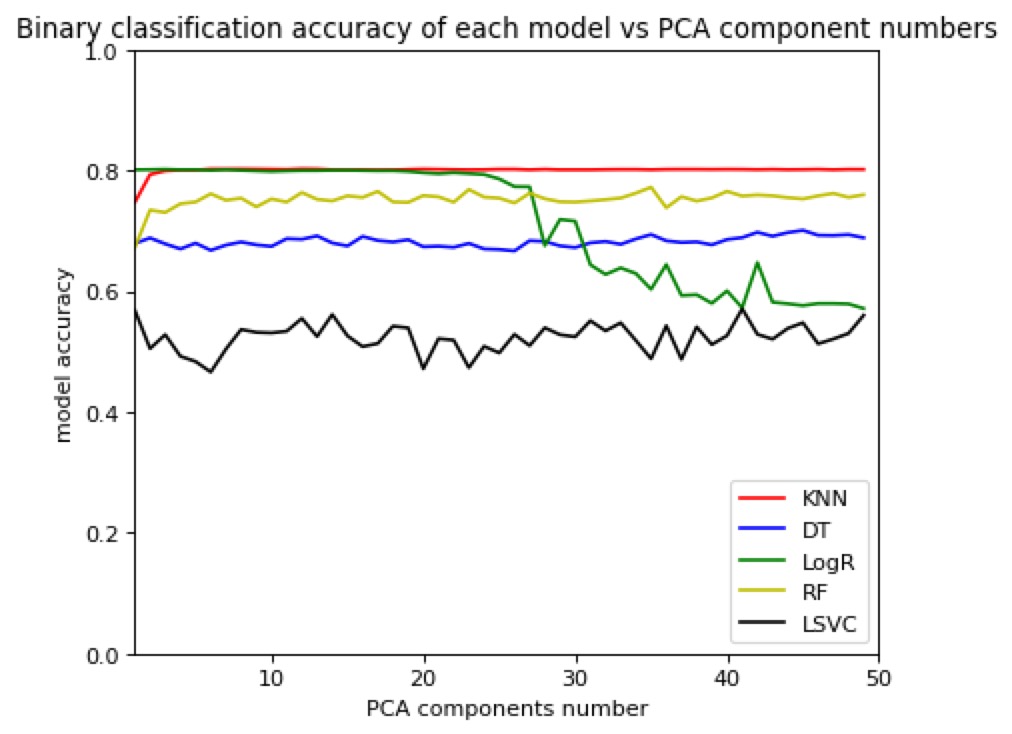 Binary classification accuracy of each model vs PCA component numbers
1.0
0.8
0.6
0.4
0.2
0.0
model accuracy
10 20 30 40 50
PCA components number
KNN
DT
LogR
RF
LSVC